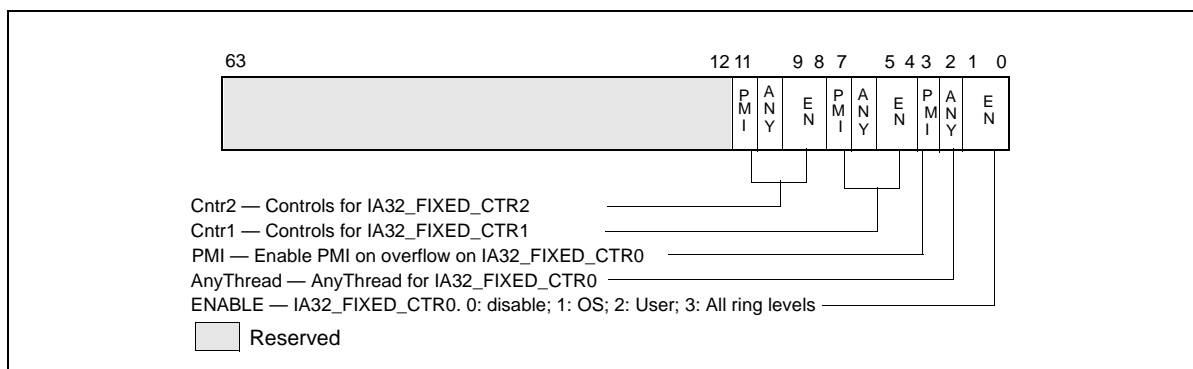 63 12 11 9 8 7 5 4 3 2 1 0
PMI ANY EN PMI ANY EN PMI ANY EN
Cntr2 — Controls for IA32_FIXED_CTR2
Cntr1 — Controls for IA32_FIXED_CTR1
PMI — Enable PMI on overflow on IA32_FIXED_CTR0
AnyThread — AnyThread for IA32_FIXED_CTR0
ENABLE — IA32_FIXED_CTR0. 0: disable; 1: OS; 2: User; 3: All ring levels
Reserved